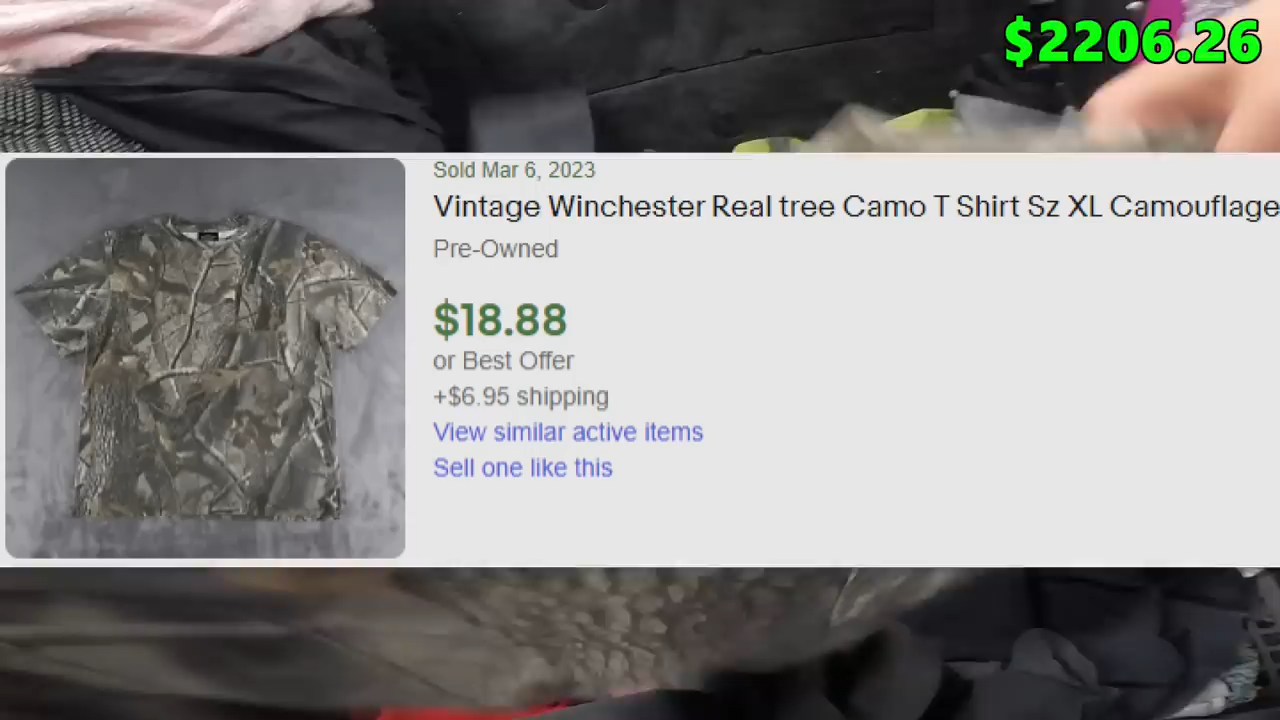 $2206.26
Sold Mar 6, 2023
Vintage Winchester Real tree Camo T Shirt Sz XL Camouflage
Pre-Owned
$18.88
or Best Offer
+$6.95 shipping
View similar active items
Sell one like this